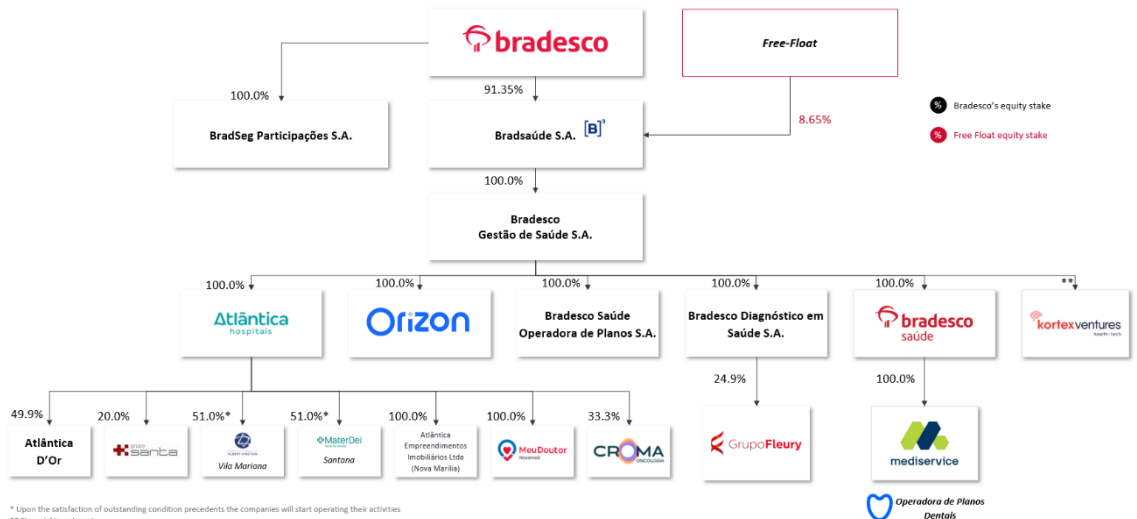 bradesco
Free-Float
100.0%
91.35%
8.65%
% Bradesco's equity stake
% Free Float equity stake
BradSeg Participações S.A.
Bradsaúde S.A. [B]³
100.0%
Bradesco
Gestão de Saúde S.A.
100.0%
100.0%
100.0%
100.0%
100.0%
**
Atlântica
hospitais
Orizon
Bradesco Saúde
Operadora de Planos S.A.
Bradesco Diagnóstico em
Saúde S.A.
bradesco
saúde
kortexventures
health-tech
49.9%
20.0%
51.0%*
51.0%*
100.0%
100.0%
33.3%
24.9%
100.0%
Atlântica
D'Or
grupo
santa
ALBERT EINSTEIN
Vila Mariana
MaterDei
Santana
Atlântica
Empreendimentos
Imobiliários Ltda
(Nova Marília)
MeuDoutor
Novamed
CROMA
ONCOLOGIA
GrupoFleury
mediservice
Operadora de Planos
Dentais
* Upon the satisfaction of outstanding condition precedents the companies will start operating their activities